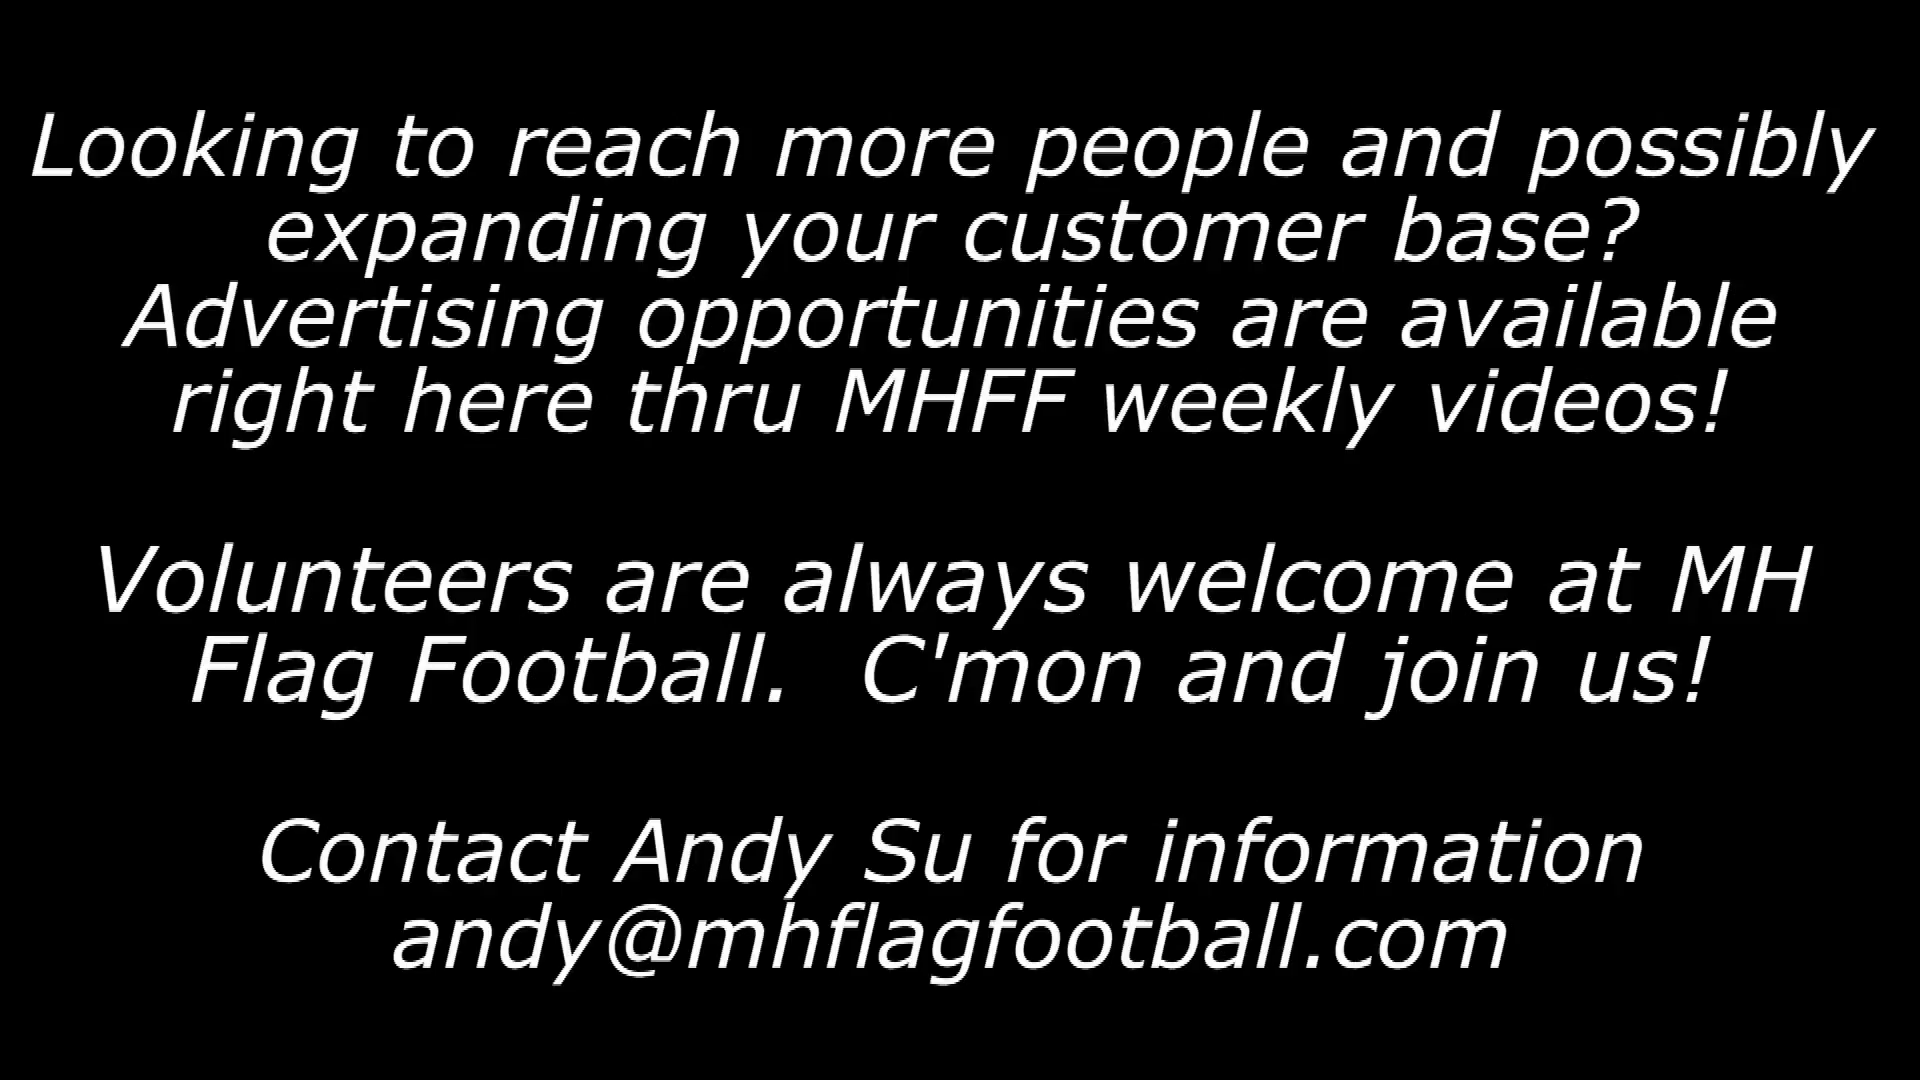 Looking to reach more people and possibly
expanding your customer base?
Advertising opportunities are available
right here thru MHFF weekly videos!
Volunteers are always welcome at MH
Flag Football.  C'mon and join us!
Contact Andy Su for information
andy@mhflagfootball.com